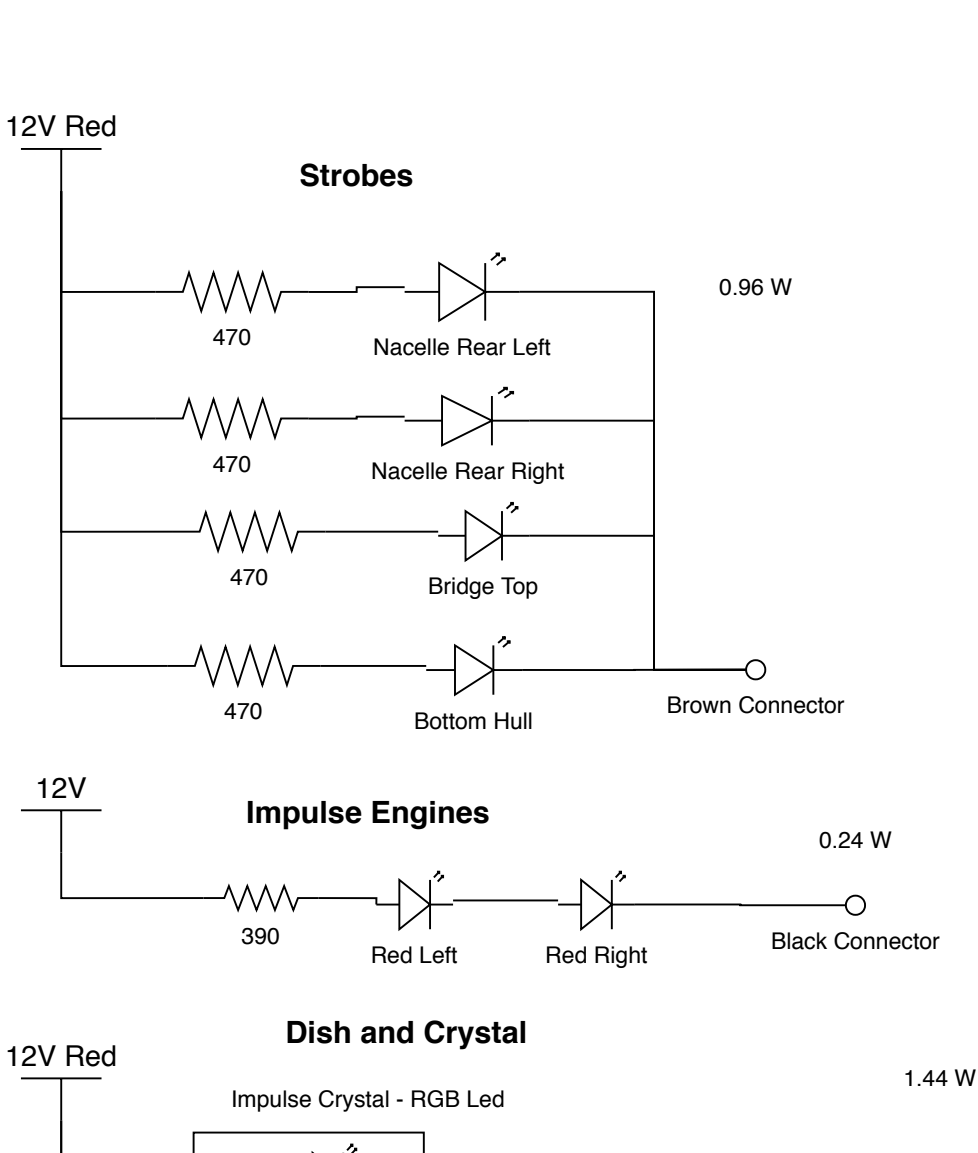 12V Red
Strobes
0.96 W
470
Nacelle Rear Left
470
Nacelle Rear Right
470
Bridge Top
470
Bottom Hull
Brown Connector
12V
Impulse Engines
0.24 W
390
Red Left
Red Right
Black Connector
Dish and Crystal
12V Red
1.44 W
Impulse Crystal - RGB Led